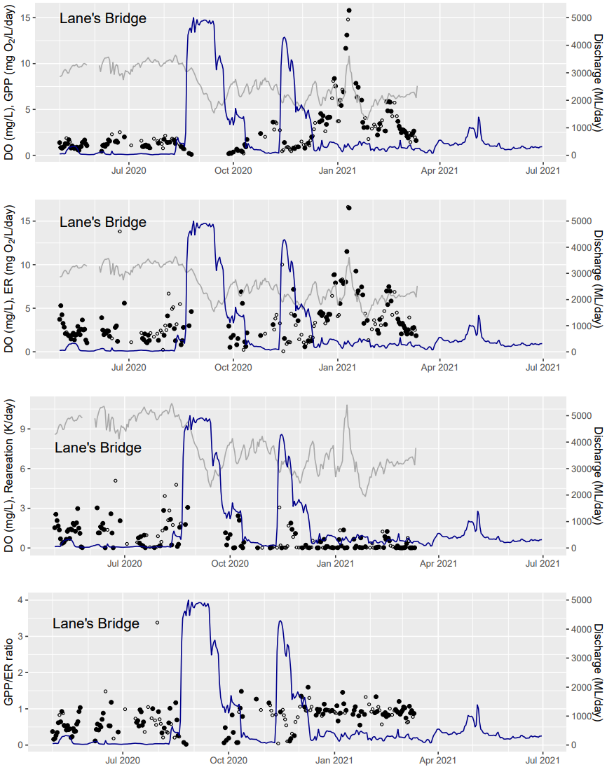 Lane's Bridge
DO (mg/L), GPP (mg O2/L/day)
15
10
5
0
5000
4000
3000
2000
1000
0
Discharge (ML/day)
Jul 2020
Oct 2020
Jan 2021
Apr 2021
Jul 2021
Lane's Bridge
DO (mg/L), ER (mg O2/L/day)
15
10
5
0
5000
4000
3000
2000
1000
0
Discharge (ML/day)
Jul 2020
Oct 2020
Jan 2021
Apr 2021
Jul 2021
Lane's Bridge
DO (mg/L), Reareation (K/day)
9
6
3
0
5000
4000
3000
2000
1000
0
Discharge (ML/day)
Jul 2020
Oct 2020
Jan 2021
Apr 2021
Jul 2021
Lane's Bridge
GPP/ER ratio
4
3
2
1
0
5000
4000
3000
2000
1000
0
Discharge (ML/day)
Jul 2020
Oct 2020
Jan 2021
Apr 2021
Jul 2021